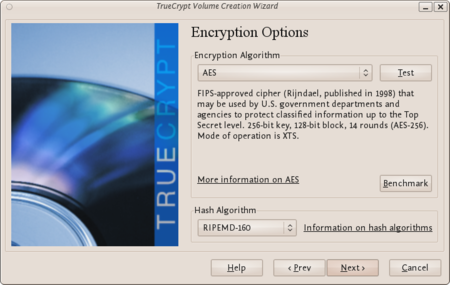 TrueCrypt Volume Creation Wizard
TRUECRYPT
Encryption Options
Encryption Algorithm
AES
Test
FIPS-approved cipher (Rijndael, published in 1998) that
may be used by U.S. government departments and
agencies to protect classified information up to the Top
Secret level. 256-bit key, 128-bit block, 14 rounds (AES-256).
Mode of operation is XTS.
More information on AES
Benchmark
Hash Algorithm
RIPEMD-160
Information on hash algorithms
Help
< Prev
Next >
Cancel